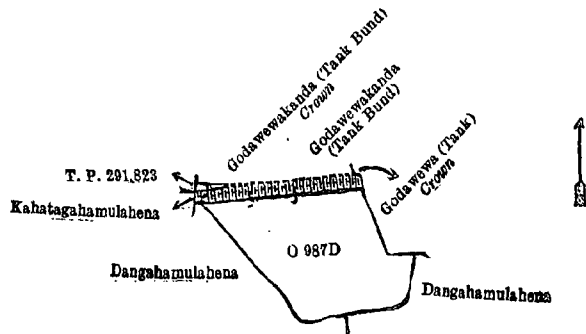 Godawewakanda (Tank Bund)
Crown
Godawewakanda
(Tank Bund)
Godawewa (Tank)
Crown
T. P. 291,823
Kahatagahamulahena
O 987D
Dangahamulahena
Dangahamulahena